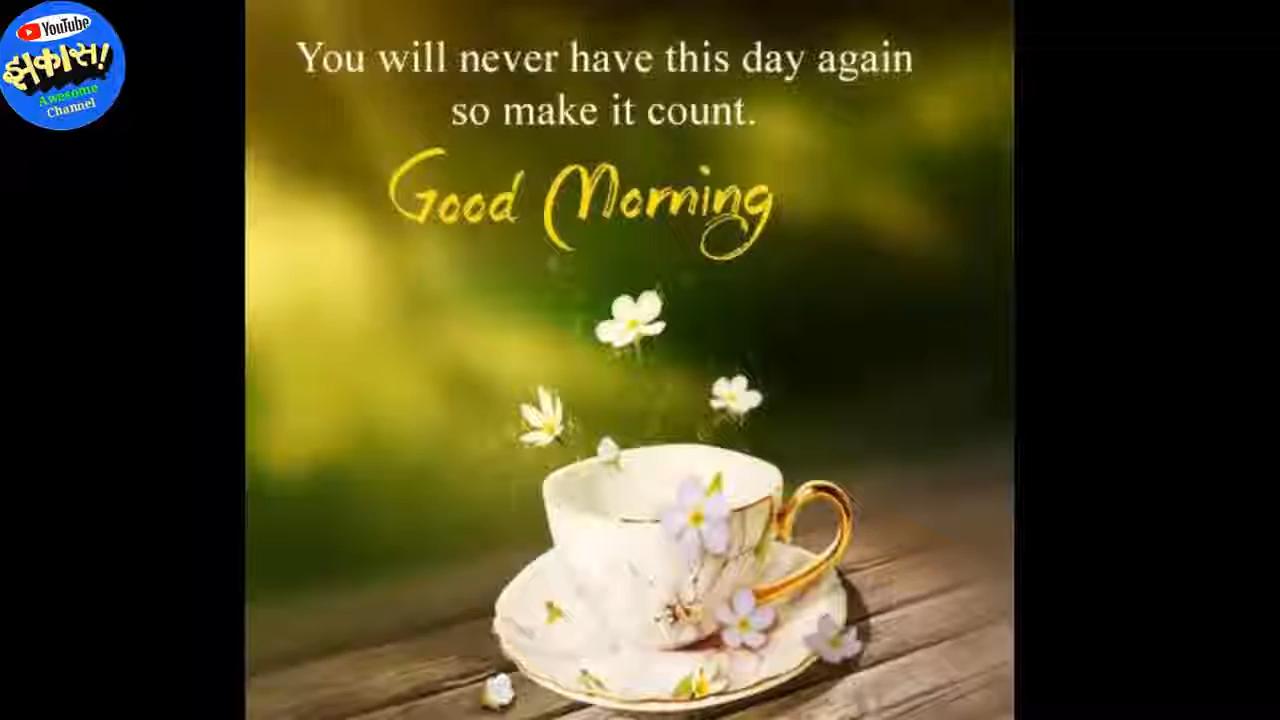 YouTube
झकास!
Awesome
Channel
You will never have this day again
so make it count.
Good Morning